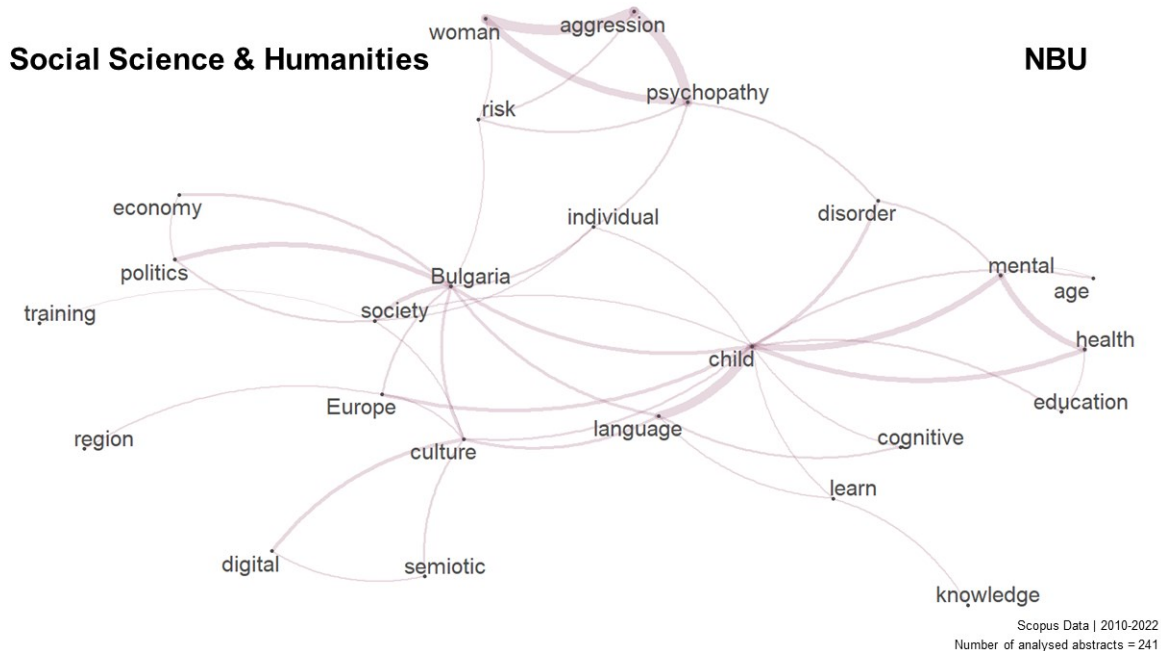 woman
aggression
Social Science & Humanities
NBU
psychopathy
risk
economy
individual
disorder
politics
Bulgaria
mental
age
training
society
health
child
Europe
education
language
region
culture
cognitive
learn
digital
semiotic
knowledge
Scopus Data | 2010-2022
Number of analysed abstracts = 241